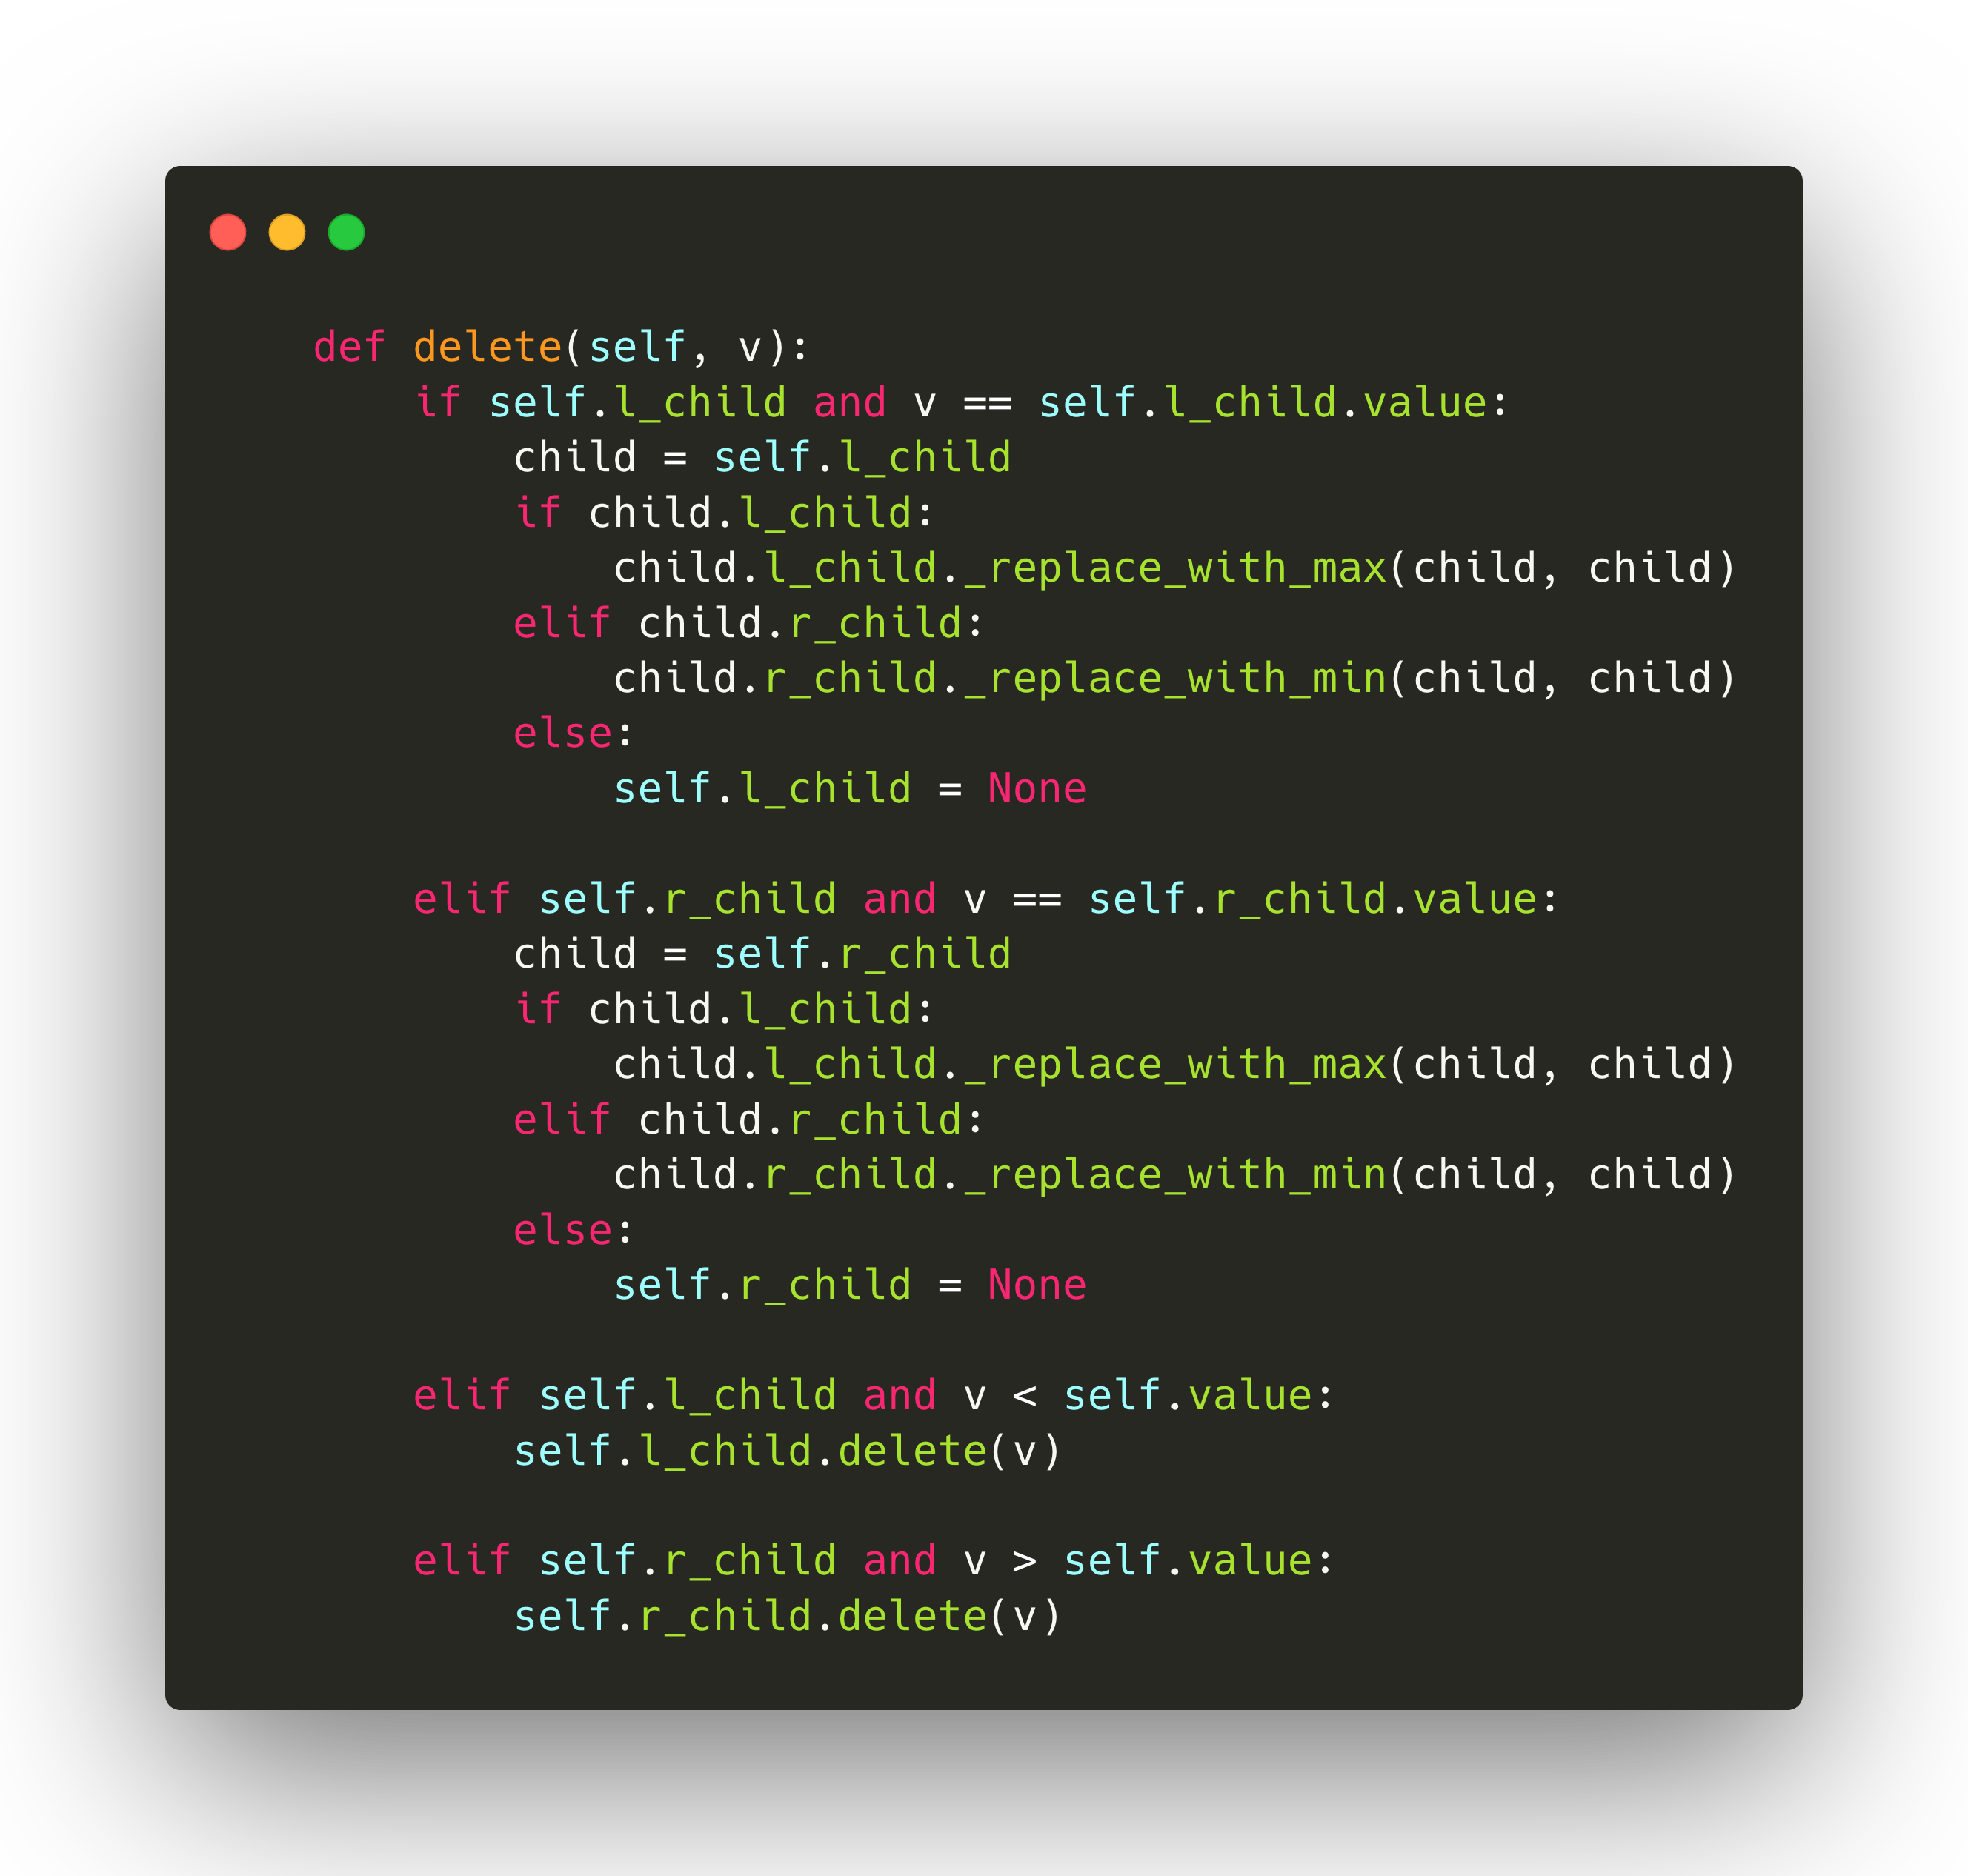 def delete(self, v):
    if self.l_child and v == self.l_child.value:
        child = self.l_child
        if child.l_child:
            child.l_child._replace_with_max(child, child)
        elif child.r_child:
            child.r_child._replace_with_min(child, child)
        else:
            self.l_child = None

    elif self.r_child and v == self.r_child.value:
        child = self.r_child
        if child.l_child:
            child.l_child._replace_with_max(child, child)
        elif child.r_child:
            child.r_child._replace_with_min(child, child)
        else:
            self.r_child = None

    elif self.l_child and v < self.value:
        self.l_child.delete(v)

    elif self.r_child and v > self.value:
        self.r_child.delete(v)